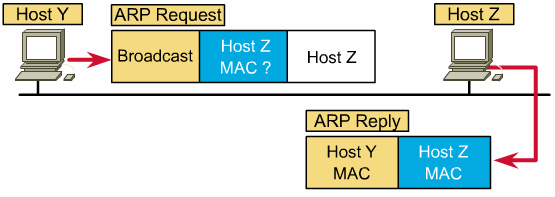 Host Y
ARP Request
Host Z
Broadcast
Host Z
MAC ?
Host Z
ARP Reply
Host Y
MAC
Host Z
MAC